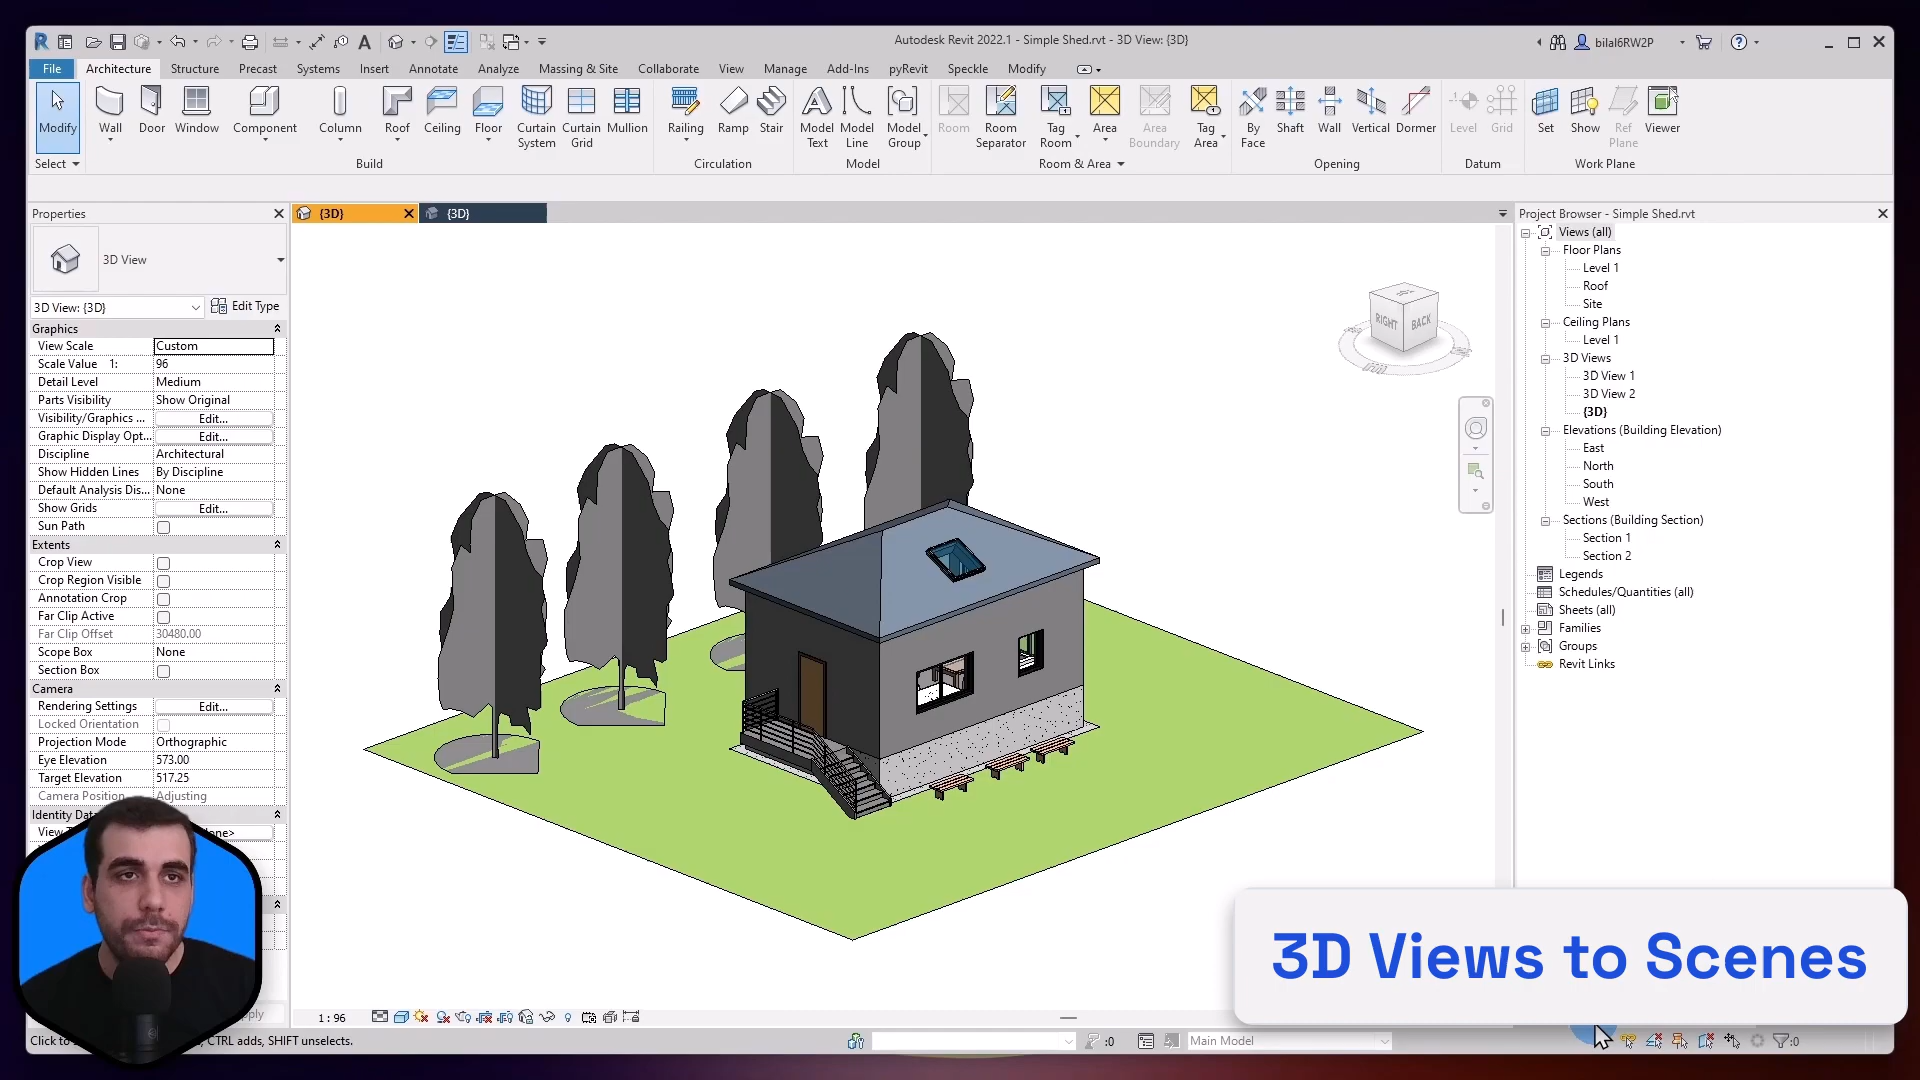 Autodesk Revit 2022.1 - Simple Shed.rvt - 3D View: {3D}
bilal6RW2P
File Architecture Structure Precast Systems Insert Annotate Analyze Massing & Site Collaborate View Manage Add-Ins pyRevit Speckle Modify
Modify Wall Door Window Component Column Roof Ceiling Floor Curtain System Curtain Grid Mullion Railing Ramp Stair Model Text Model Line Model Group Room Room Separator Tag Room Area Area Boundary Tag Area By Face Shaft Wall Vertical Dormer Level Grid Set Show Ref Plane Viewer
Select Build Circulation Model Room & Area Opening Datum Work Plane
Properties
3D View
3D View: {3D}
Edit Type
Graphics
View Scale Custom
Scale Value 1: 96
Detail Level Medium
Parts Visibility Show Original
Visibility/Graphics ... Edit...
Graphic Display Opt... Edit...
Discipline Architectural
Show Hidden Lines By Discipline
Default Analysis Dis... None
Show Grids Edit...
Sun Path
Extents
Crop View
Crop Region Visible
Annotation Crop
Far Clip Active
Far Clip Offset 30480.00
Scope Box None
Section Box
Camera
Rendering Settings Edit...
Locked Orientation
Projection Mode Orthographic
Eye Elevation 573.00
Target Elevation 517.25
Camera Position Adjusting
Identity Data
{3D}
{3D}
RIGHT
BACK
1 : 96
Project Browser - Simple Shed.rvt
Views (all)
Floor Plans
Level 1
Roof
Site
Ceiling Plans
Level 1
3D Views
3D View 1
3D View 2
{3D}
Elevations (Building Elevation)
East
North
South
West
Sections (Building Section)
Section 1
Section 2
Legends
Schedules/Quantities (all)
Sheets (all)
Families
Groups
Revit Links
3D Views to Scenes
Click to
, CTRL adds, SHIFT unselects.
:0
Main Model
:0